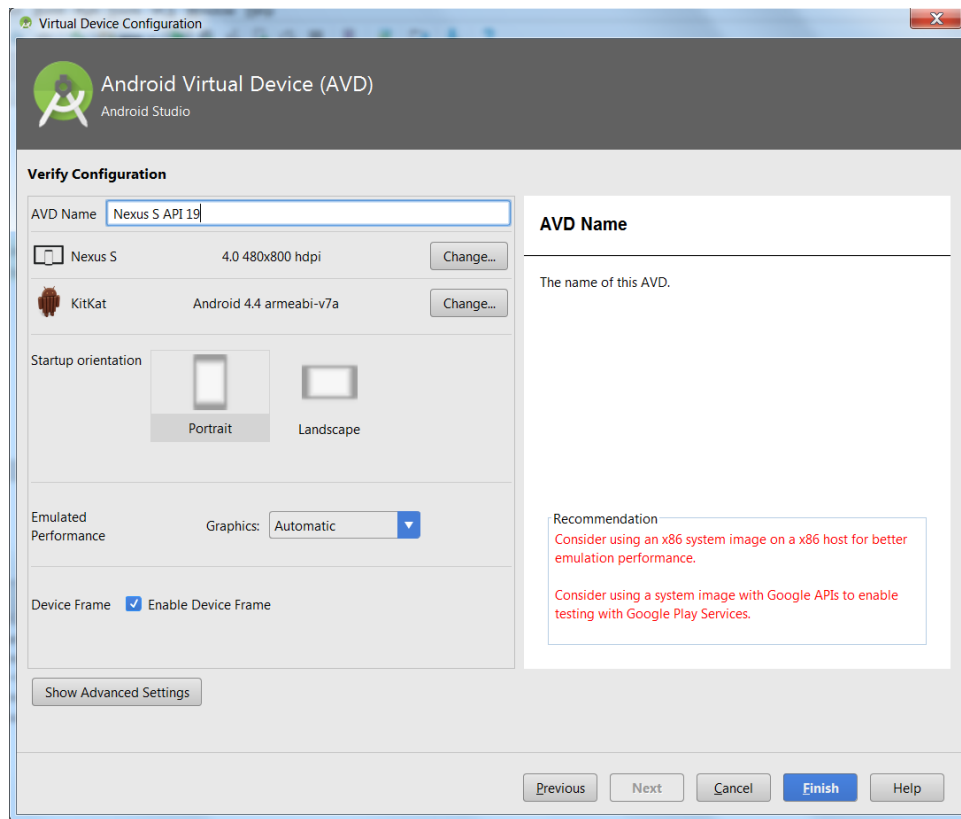 Virtual Device Configuration
Android Virtual Device (AVD)
Android Studio
Verify Configuration
AVD Name Nexus S API 19
Nexus S 4.0 480x800 hdpi Change...
KitKat Android 4.4 armeabi-v7a Change...
Startup orientation
Portrait
Landscape
Emulated
Performance
Graphics: Automatic
Device Frame Enable Device Frame
Show Advanced Settings
AVD Name
The name of this AVD.
Recommendation
Consider using an x86 system image on a x86 host for better
emulation performance.
Consider using a system image with Google APIs to enable
testing with Google Play Services.
Previous Next Cancel Finish Help